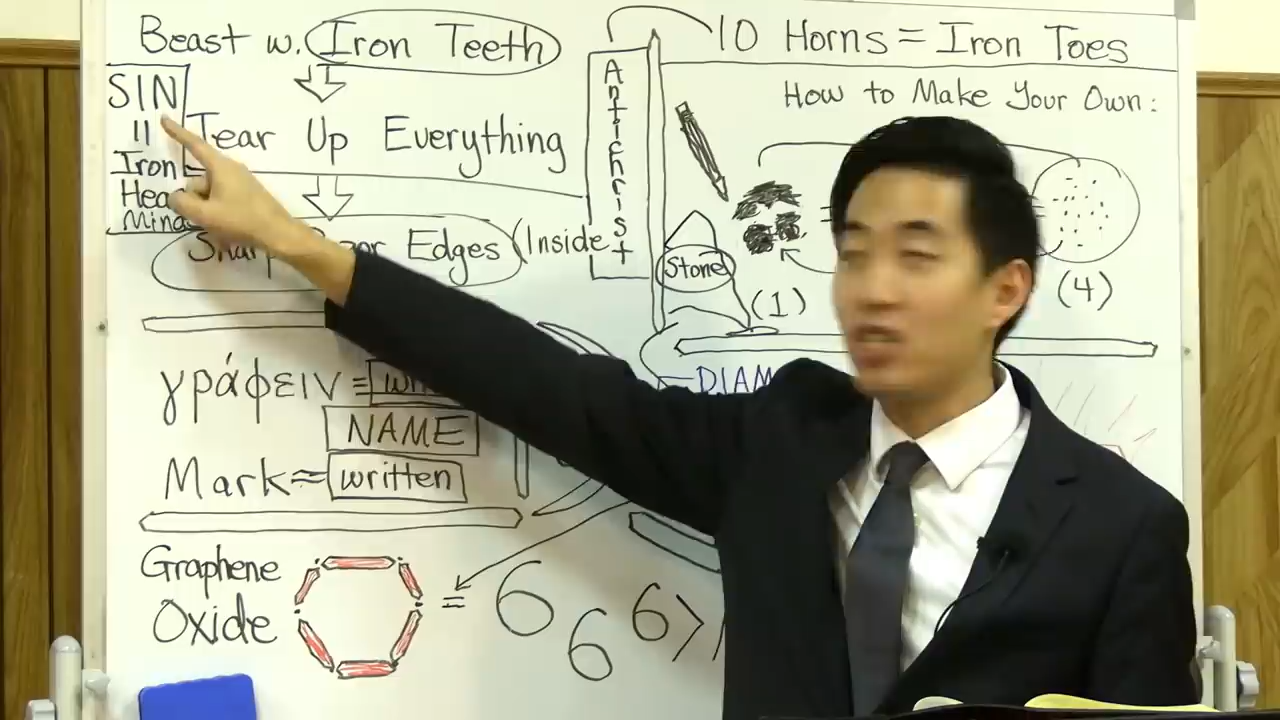 Beast w. Iron Teeth
SIN
=
Iron
Tear Up Everything
Edges (Inside
Antichrist
10 Horns = Iron Toes
How to Make Your Own:
Stone
(1)
(4)
γράφειν =
NAME
Mark ≈ written
Graphene
Oxide
= 6 6 6 >